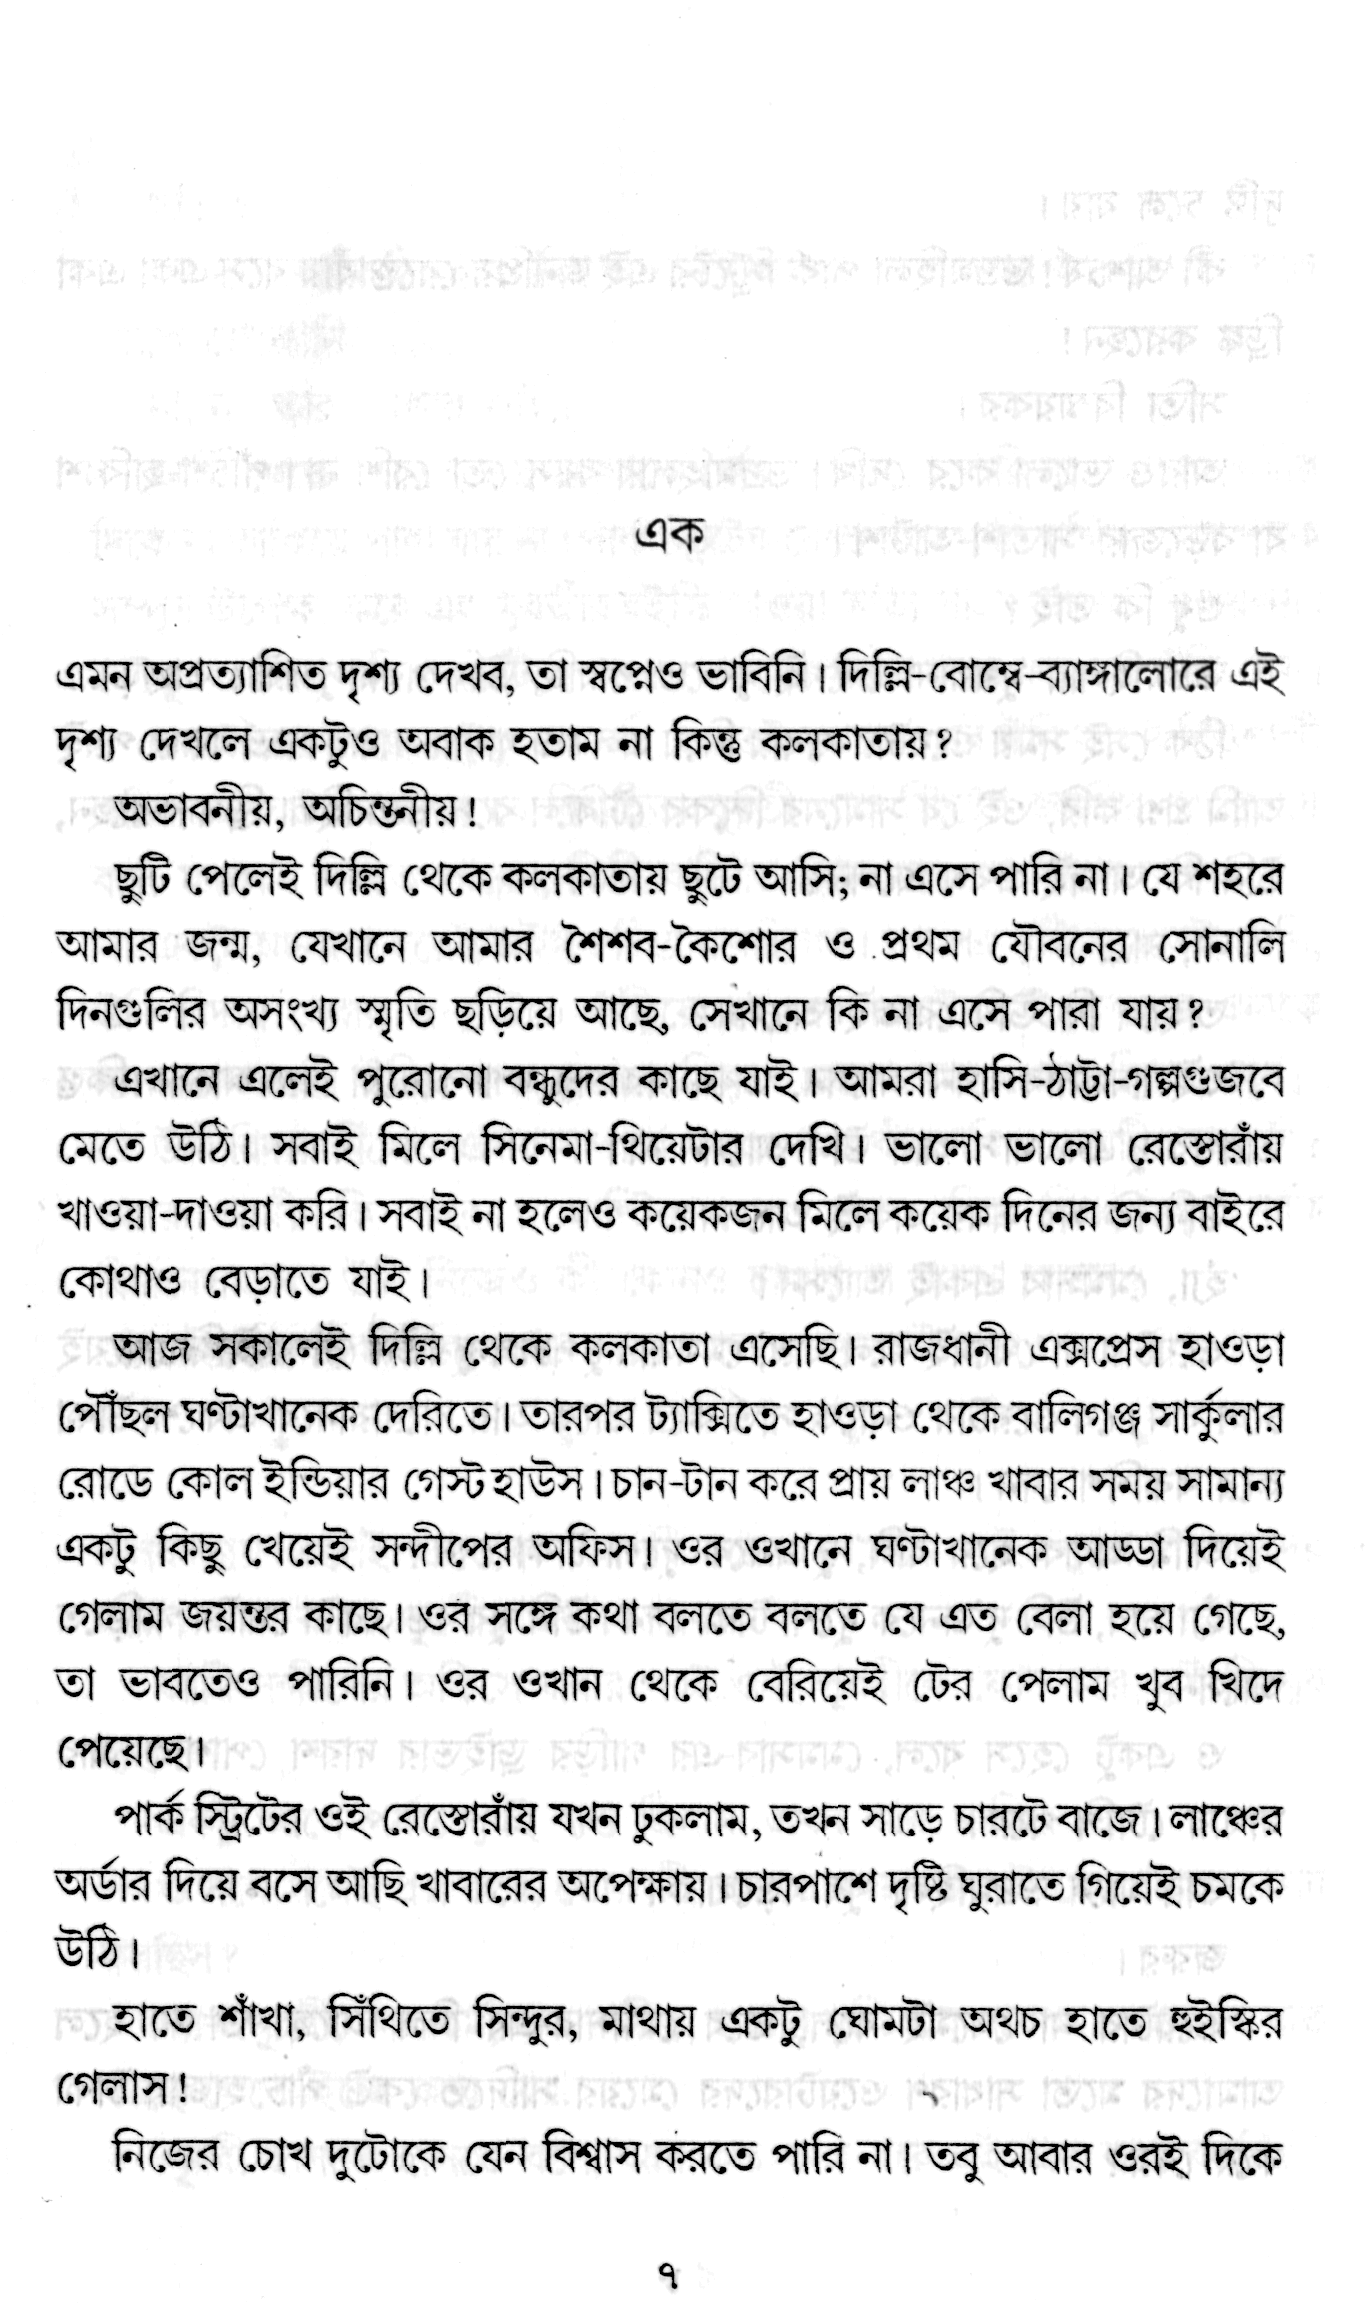 এক
এমন অপ্রত্যাশিত দৃশ্য দেখব, তা স্বপ্নেও ভাবিনি। দিল্লি-বোম্বে-ব্যাঙ্গালোরে এই
দৃশ্য দেখলে একটুও অবাক হতাম না কিন্তু কলকাতায়?
অভাবনীয়, অচিন্তনীয়!
ছুটি পেলেই দিল্লি থেকে কলকাতায় ছুটে আসি; না এসে পারি না। যে শহরে
আমার জন্ম, যেখানে আমার শৈশব-কৈশোর ও প্রথম যৌবনের সোনালি
দিনগুলির অসংখ্য স্মৃতি ছড়িয়ে আছে, সেখানে কি না এসে পারা যায়?
এখানে এলেই পুরোনো বন্ধুদের কাছে যাই। আমরা হাসি-ঠাট্টা-গল্পগুজবে
মেতে উঠি। সবাই মিলে সিনেমা-থিয়েটার দেখি। ভালো ভালো রেস্তোরাঁয়
খাওয়া-দাওয়া করি। সবাই না হলেও কয়েকজন মিলে কয়েক দিনের জন্য বাইরে
কোথাও বেড়াতে যাই।
আজ সকালেই দিল্লি থেকে কলকাতা এসেছি। রাজধানী এক্সপ্রেস হাওড়া
পৌঁছল ঘণ্টাখানেক দেরিতে। তারপর ট্যাক্সিতে হাওড়া থেকে বালিগঞ্জ সার্কুলার
রোডে কোল ইন্ডিয়ার গেস্ট হাউস। চান-টান করে প্রায় লাঞ্চ খাবার সময় সামান্য
একটু কিছু খেয়েই সন্দীপের অফিস। ওর ওখানে ঘণ্টাখানেক আড্ডা দিয়েই
গেলাম জয়ন্তর কাছে। ওর সঙ্গে কথা বলতে বলতে যে এত বেলা হয়ে গেছে,
তা ভাবতেও পারিনি। ওর ওখান থেকে বেরিয়েই টের পেলাম খুব খিদে
পেয়েছে।
পার্ক স্ট্রিটের ওই রেস্তোরাঁয় যখন ঢুকলাম, তখন সাড়ে চারটে বাজে। লাঞ্চের
অর্ডার দিয়ে বসে আছি খাবারের অপেক্ষায়। চারপাশে দৃষ্টি ঘুরাতে গিয়েই চমকে
উঠি।
হাতে শাঁখা, সিঁথিতে সিন্দুর, মাথায় একটু ঘোমটা অথচ হাতে হুইস্কির
গেলাস!
নিজের চোখ দুটোকে যেন বিশ্বাস করতে পারি না। তবু আবার ওরই দিকে
৭